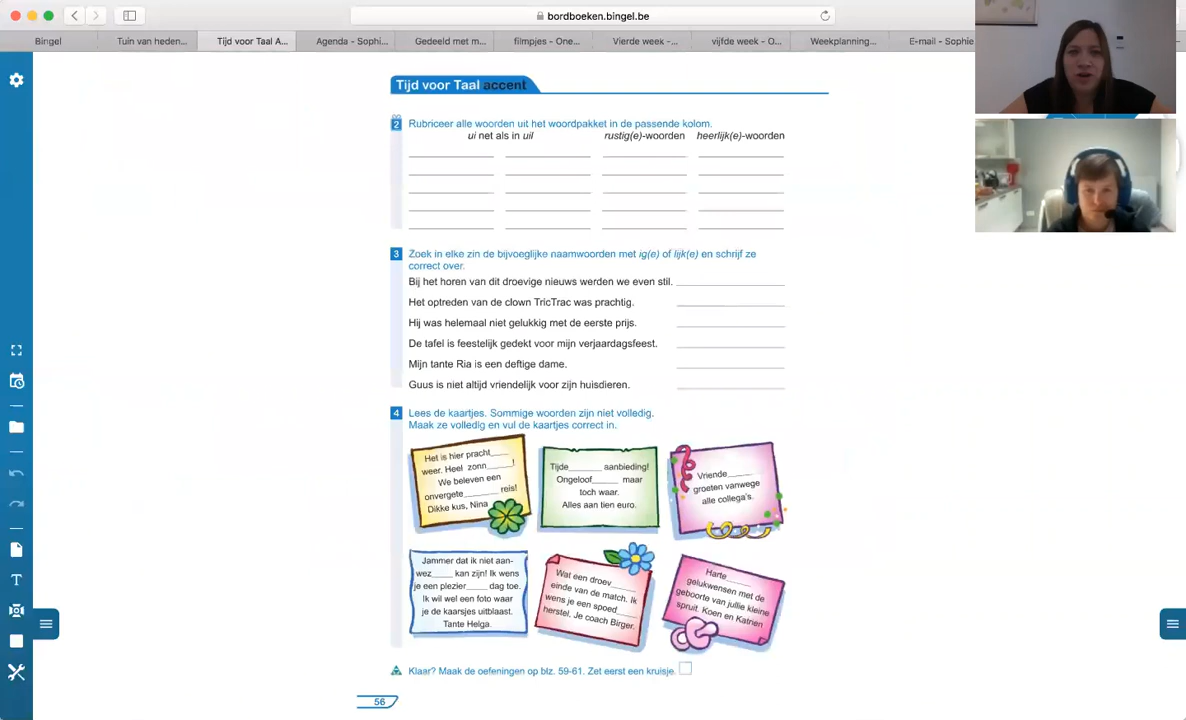 bordboeken.bingel.be
Bingel
Tuin van heden...
Tijd voor Taal A...
Agenda - Sophi...
Gedeeld met m...
filmpjes - One...
Vierde week -...
vijfde week - O...
Weekplanning...
E-mail - Sophie
Tijd voor Taal accent
2 Rubriceer alle woorden uit het woordpakket in de passende kolom.
ui net als in uil rustig(e)-woorden heerlijk(e)-woorden
3 Zoek in elke zin de bijvoeglijke naamwoorden met ig(e) of lijk(e) en schrijf ze
correct over.
Bij het horen van dit droevige nieuws werden we even stil.
Het optreden van de clown TricTrac was prachtig.
Hij was helemaal niet gelukkig met de eerste prijs.
De tafel is feestelijk gedekt voor mijn verjaardagsfeest.
Mijn tante Ria is een deftige dame.
Guus is niet altijd vriendelijk voor zijn huisdieren.
4 Lees de kaartjes. Sommige woorden zijn niet volledig.
Maak ze volledig en vul de kaartjes correct in.
Het is hier pracht____
weer. Heel zonn_____!
We beleven een
onvergete_______ reis!
Dikke kus, Nina
Tijde_______ aanbieding!
Ongeloof_____ maar
toch waar.
Alles aan tien euro.
Vriende______
groeten vanwege
alle collega's.
Jammer dat ik niet aan-
wez____ kan zijn! Ik wens
je een plezier____ dag toe.
Ik wil wel een foto waar
je de kaarsjes uitblaast.
Tante Helga.
Wat een droev_____
einde van de match. Ik
wens je een spoed____
herstel. Je coach Birger.
Harte_____
gelukwensen met de
geboorte van jullie kleine
spruit. Koen en Katrien
Klaar? Maak de oefeningen op blz. 59-61. Zet eerst een kruisje.
56